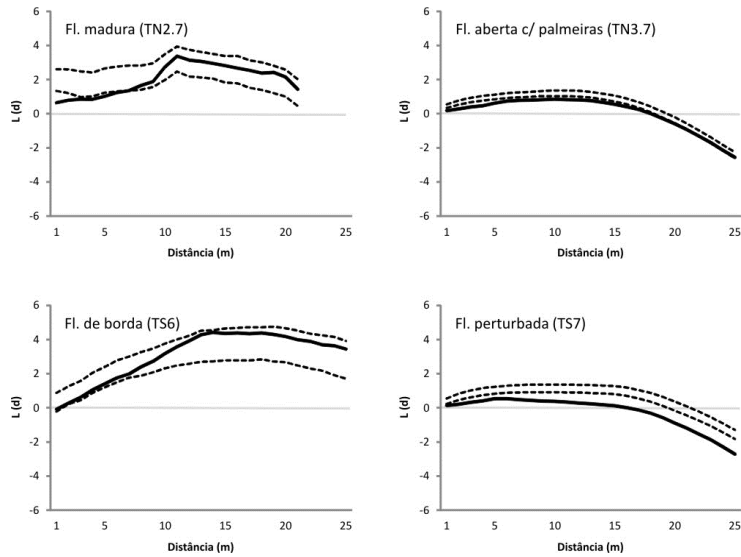 Fl. madura (TN2.7)
6
4
2
0
-2
-4
-6
L (d)
1 5 10 15 20 25
Distância (m)
Fl. aberta c/ palmeiras (TN3.7)
6
4
2
0
-2
-4
-6
L (d)
1 5 10 15 20 25
Distância (m)
Fl. de borda (TS6)
6
4
2
0
-2
-4
-6
L (d)
1 5 10 15 20 25
Distância (m)
Fl. perturbada (TS7)
6
4
2
0
-2
-4
-6
L (d)
1 5 10 15 20 25
Distância (m)